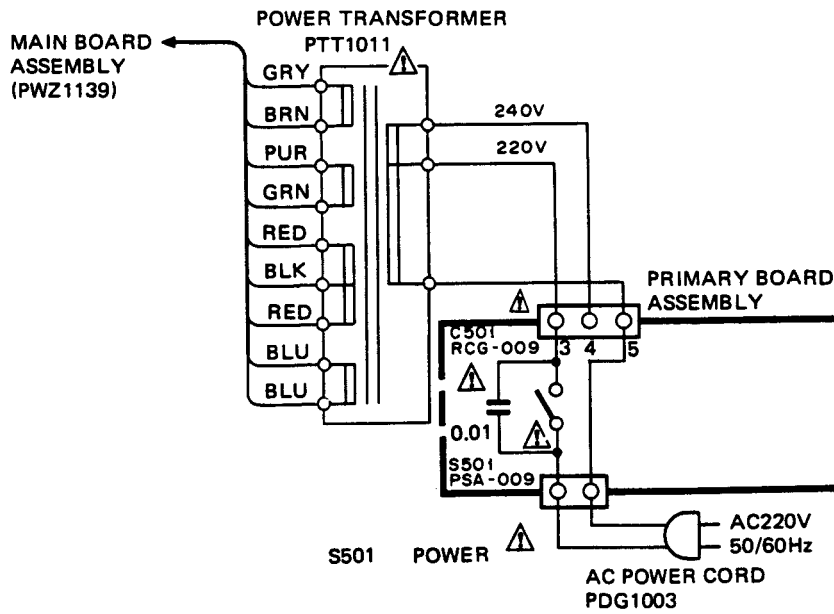 POWER TRANSFORMER
PTT1011
MAIN BOARD
ASSEMBLY
(PWZ1139)
GRY
BRN
PUR
GRN
RED
BLK
RED
BLU
BLU
240V
220V
PRIMARY BOARD
ASSEMBLY
C501
RCG-009
3 4 5
0.01
S501
PSA-009
S501 POWER
AC220V
50/60Hz
AC POWER CORD
PDG1003